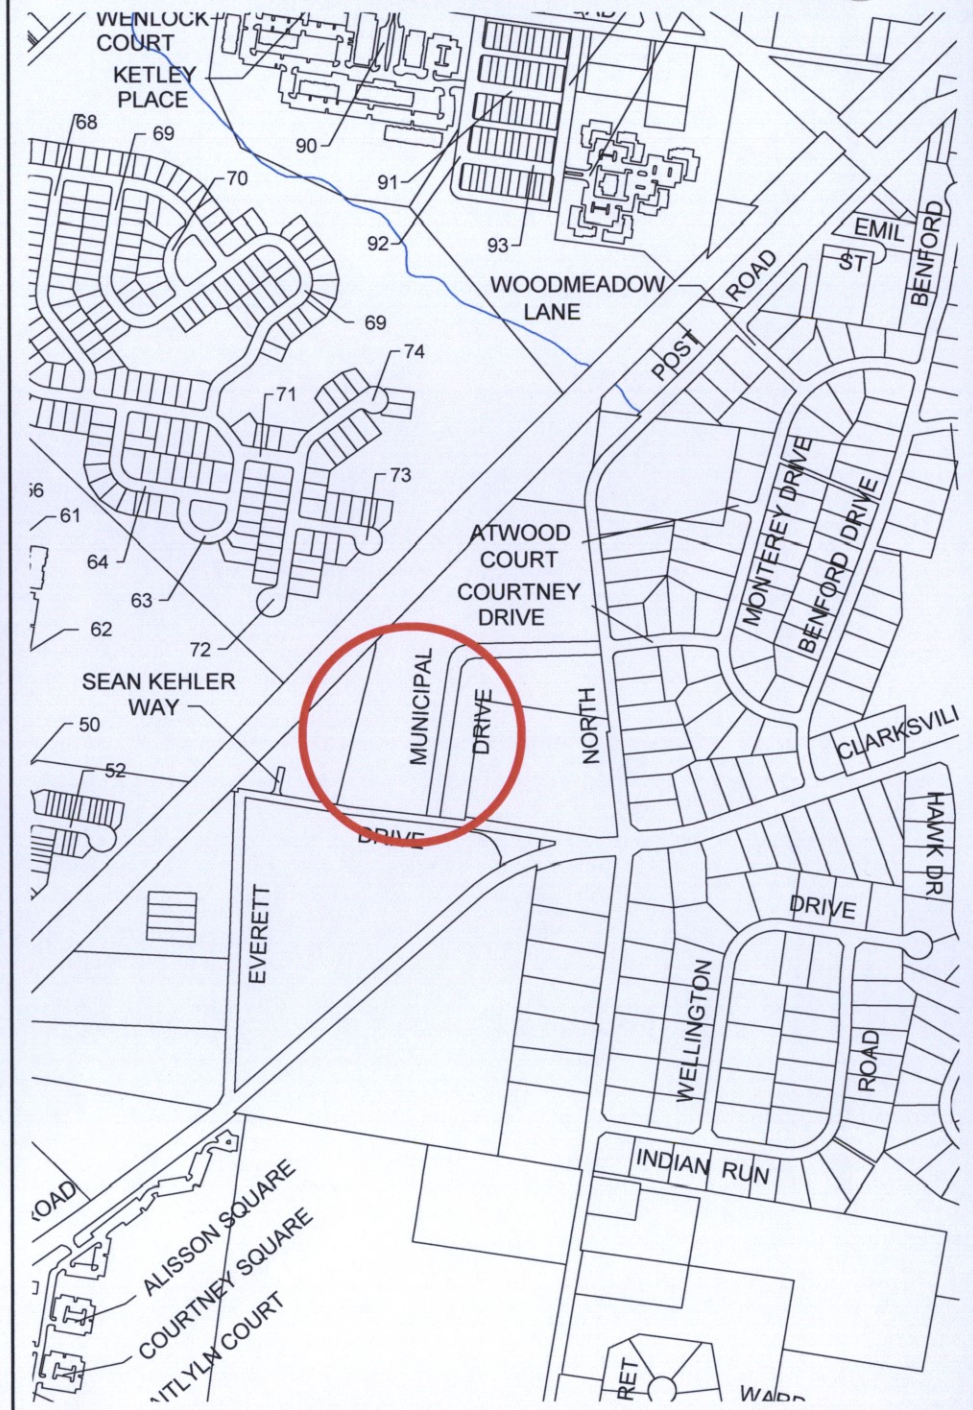 WENLOCK
COURT
KETLEY
PLACE
68
69
70
90
91
92
93
EMIL
ST
BENFORD
WOODMEADOW
LANE
POST ROAD
69
74
71
73
61
64
63
62
72
ATWOOD
COURT
COURTNEY
DRIVE
MONTEREY DRIVE
BENFORD DRIVE
SEAN KEHLER
WAY
MUNICIPAL
DRIVE
NORTH
50
52
DRIVE
EVERETT
HAWK DR
DRIVE
WELLINGTON
ROAD
INDIAN RUN
ALISSON SQUARE
COURTNEY SQUARE
COURT